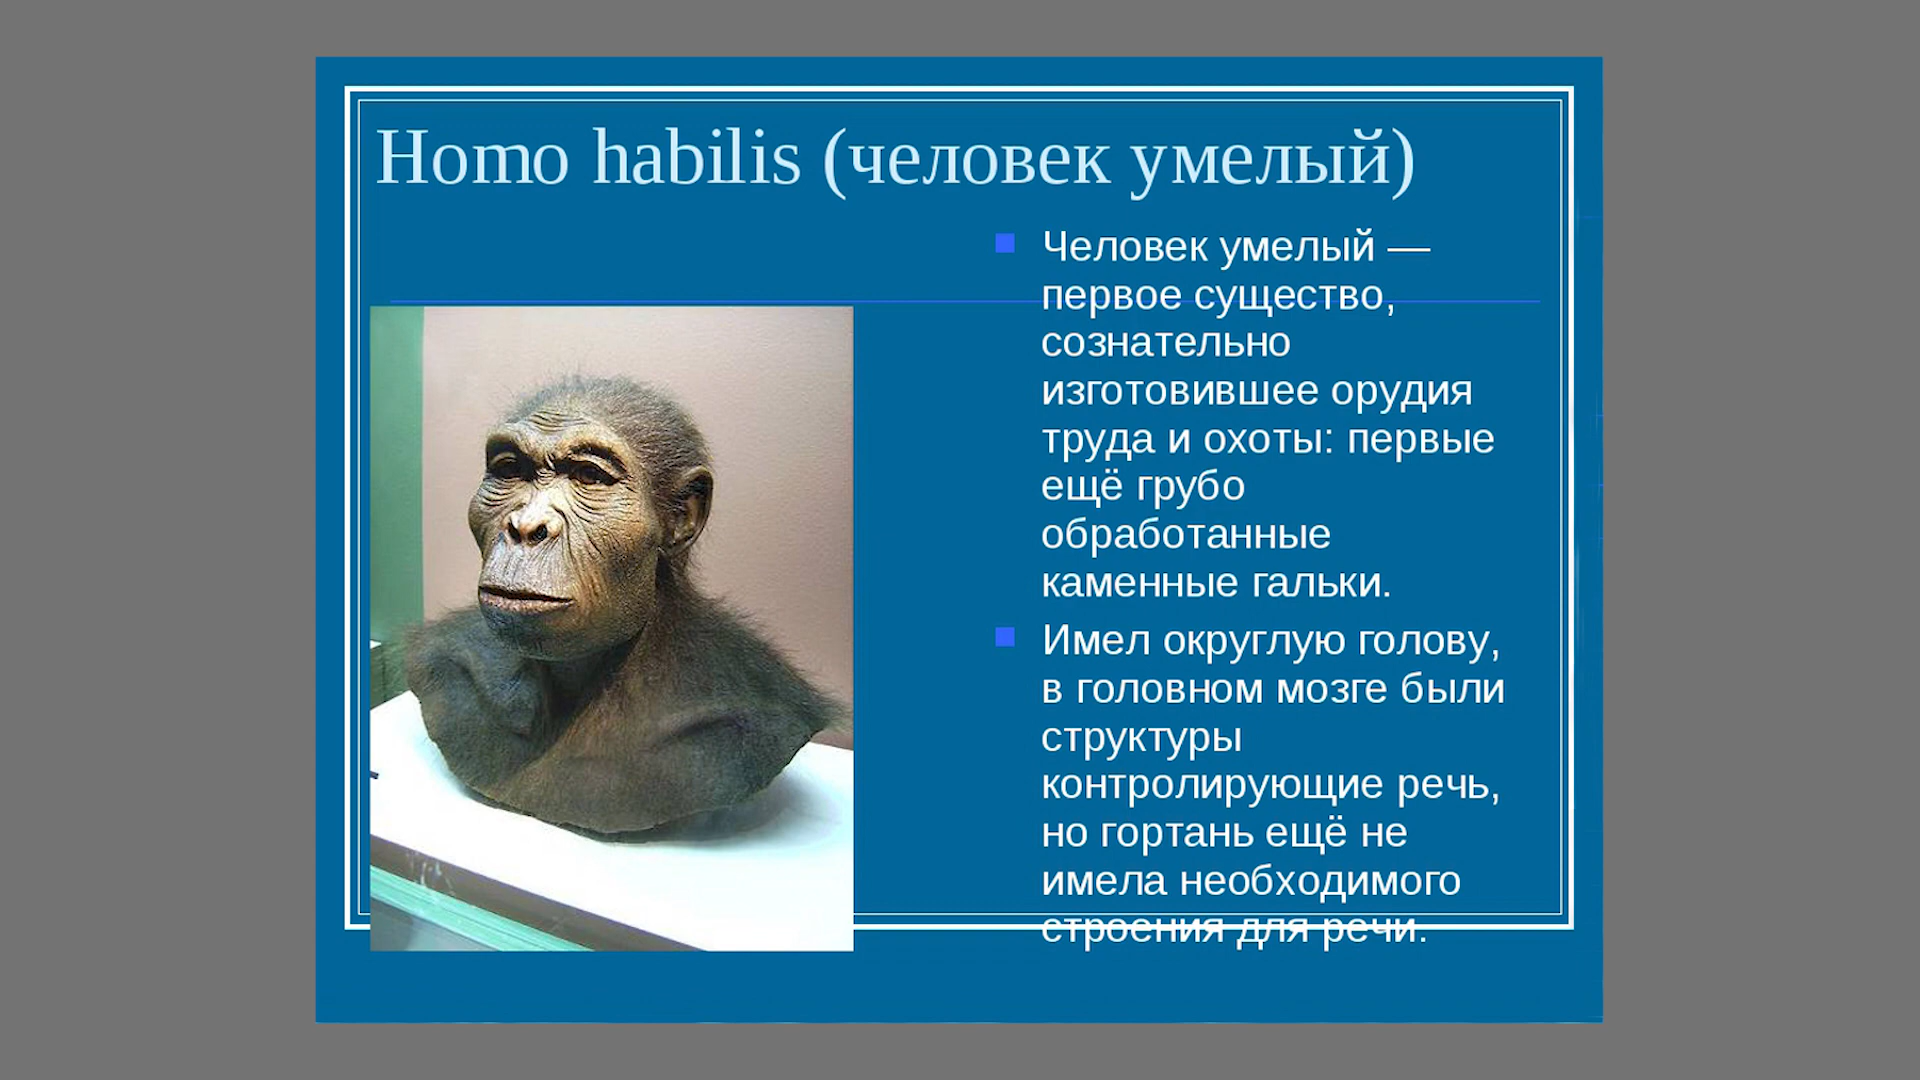 Homo habilis (человек умелый)
Человек умелый —
первое существо,
сознательно
изготовившее орудия
труда и охоты: первые
ещё грубо
обработанные
каменные гальки.
Имел округлую голову,
в головном мозге были
структуры
контролирующие речь,
но гортань ещё не
имела необходимого
строения для речи.